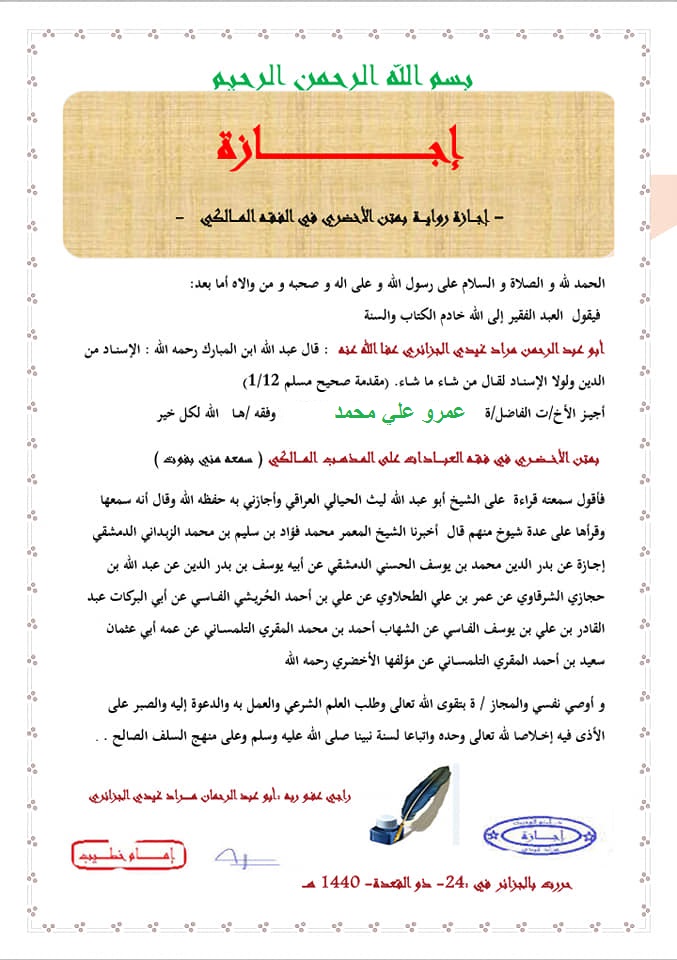 بسم الله الرحمن الرحيم
إجـــازة
- إجازة رواية بمتن الأخضري في الفقه المالكي -
الحمد لله و الصلاة و السلام على رسول الله و على اله و صحبه و من والاه أما بعد:
فيقول العبد الفقير إلى الله خادم الكتاب والسنة
أبو عبد الرحمن مراد غيدي الجزائري عفا الله عنه : قال عبد الله ابن المبارك رحمه الله : الإسناد من
الدين ولولا الإسناد لقال من شاء ما شاء. (مقدمة صحيح مسلم 1/12)
أجيز الأخ/ت الفاضل/ة عمرو علي محمد وفقه /ـها الله لكل خير
بمتن الأخضري في فقه العبادات على المذهب المالكي ( سمعه مني بفوت )
فأقول سمعته قراءة على الشيخ أبو عبد الله ليث الحيالي العراقي وأجازني به حفظه الله وقال أنه سمعها
وقرأها على عدة شيوخ منهم قال أخبرنا الشيخ المعمر محمد فؤاد بن سليم بن محمد الزبداني الدمشقي
إجازة عن بدر الدين محمد بن يوسف الحسني الدمشقي عن أبيه يوسف بن بدر الدين عن عبد الله بن
حجازي الشرقاوي عن عمر بن علي الطحلاوي عن علي بن أحمد الحُريشي الفاسي عن أبي البركات عبد
القادر بن علي بن يوسف الفاسي عن الشهاب أحمد بن محمد المقري التلمساني عن عمه أبي عثمان
سعيد بن أحمد المقري التلمساني عن مؤلفها الأخضري رحمه الله
و أوصي نفسي والمجاز / ة بتقوى الله تعالى وطلب العلم الشرعي والعمل به والدعوة إليه والصبر على
الأذى فيه إخلاصا لله تعالى وحده واتباعا لسنة نبينا صلى الله عليه وسلم وعلى منهج السلف الصالح . .
راجي عفو ربه :أبو عبد الرحمان مراد غيدي الجزائري
إجازة
إمام خطيب
حررت بالجزائر في :24- ذو القعدة- 1440 هـ